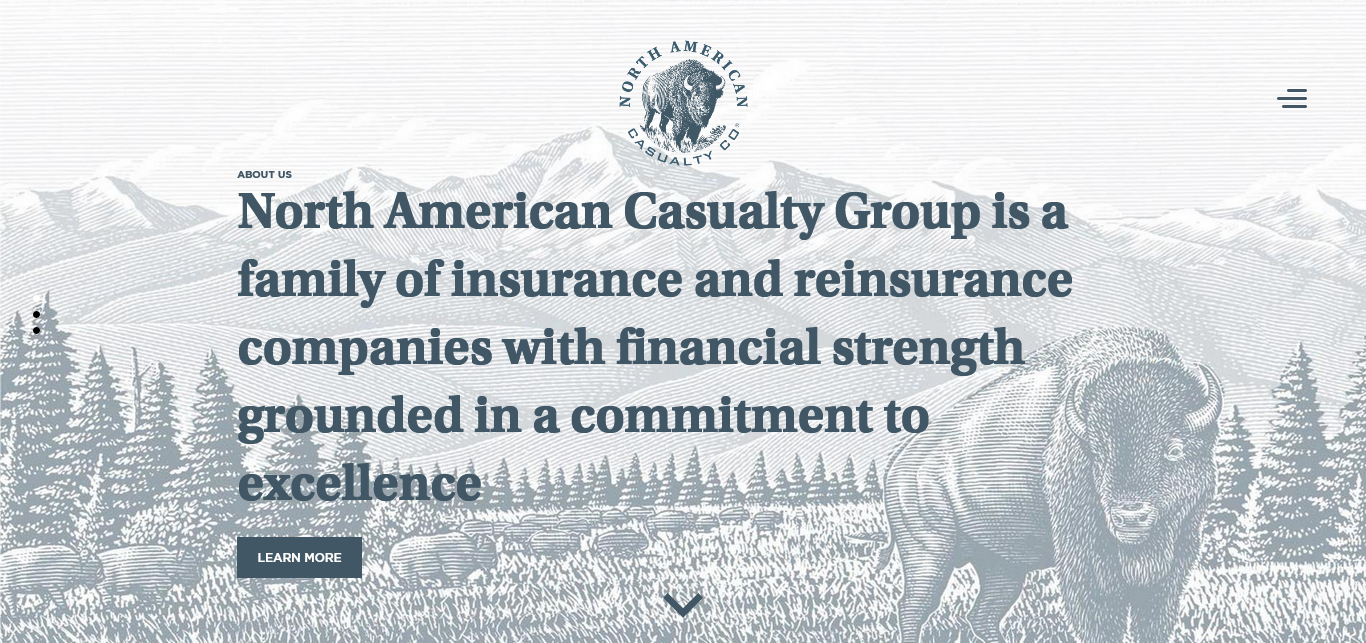 NORTH AMERICAN
CASUALTY CO
ABOUT US
North American Casualty Group is a
family of insurance and reinsurance
companies with financial strength
grounded in a commitment to
excellence
LEARN MORE